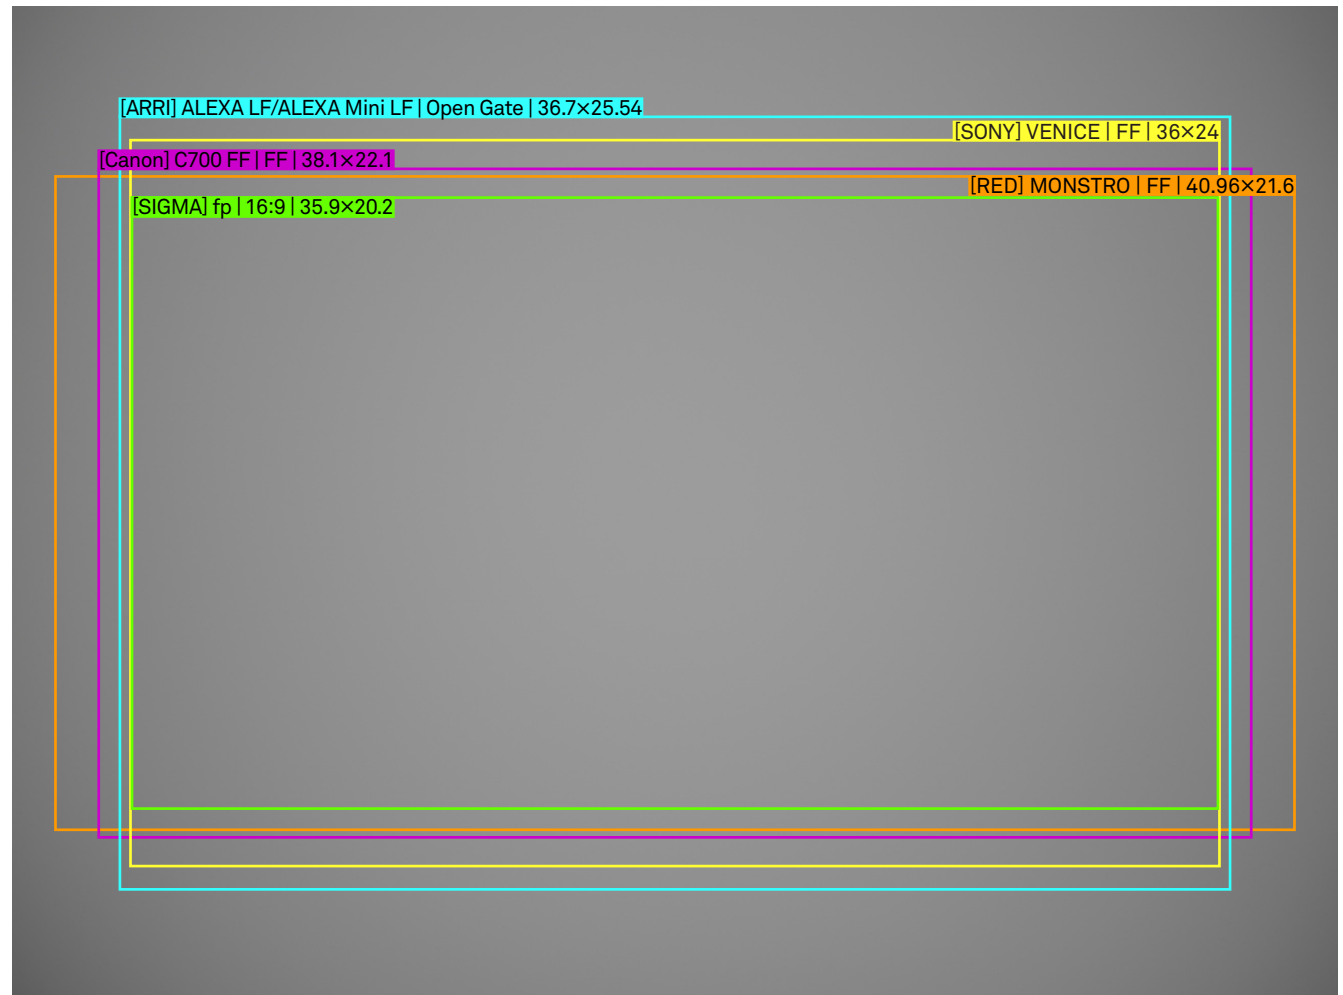 [ARRI] ALEXA LF/ALEXA Mini LF | Open Gate | 36.7×25.54
[SONY] VENICE | FF | 36×24
[Canon] C700 FF | FF | 38.1×22.1
[RED] MONSTRO | FF | 40.96×21.6
[SIGMA] fp | 16:9 | 35.9×20.2